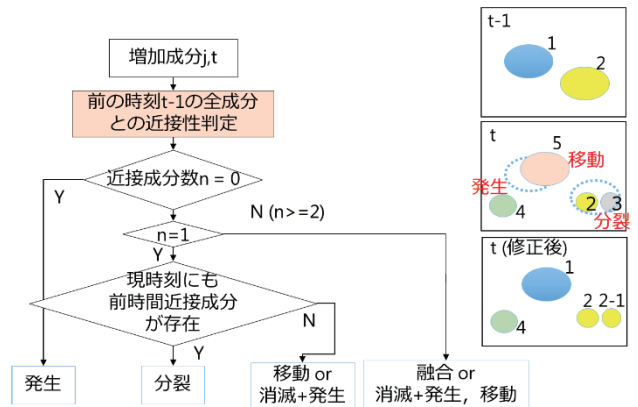 増加成分j,t
前の時刻t-1の全成分
との近接性判定
近接成分数n = 0
Y
N (n>=2)
n=1
Y
現時刻にも
前時間近接成分
が存在
N
Y
発生
分裂
移動 or
消滅+発生
融合 or
消滅+発生，移動
t-1
1
2
t
5
移動
発生
4
2
3
分裂
t (修正後)
1
4
2
2-1